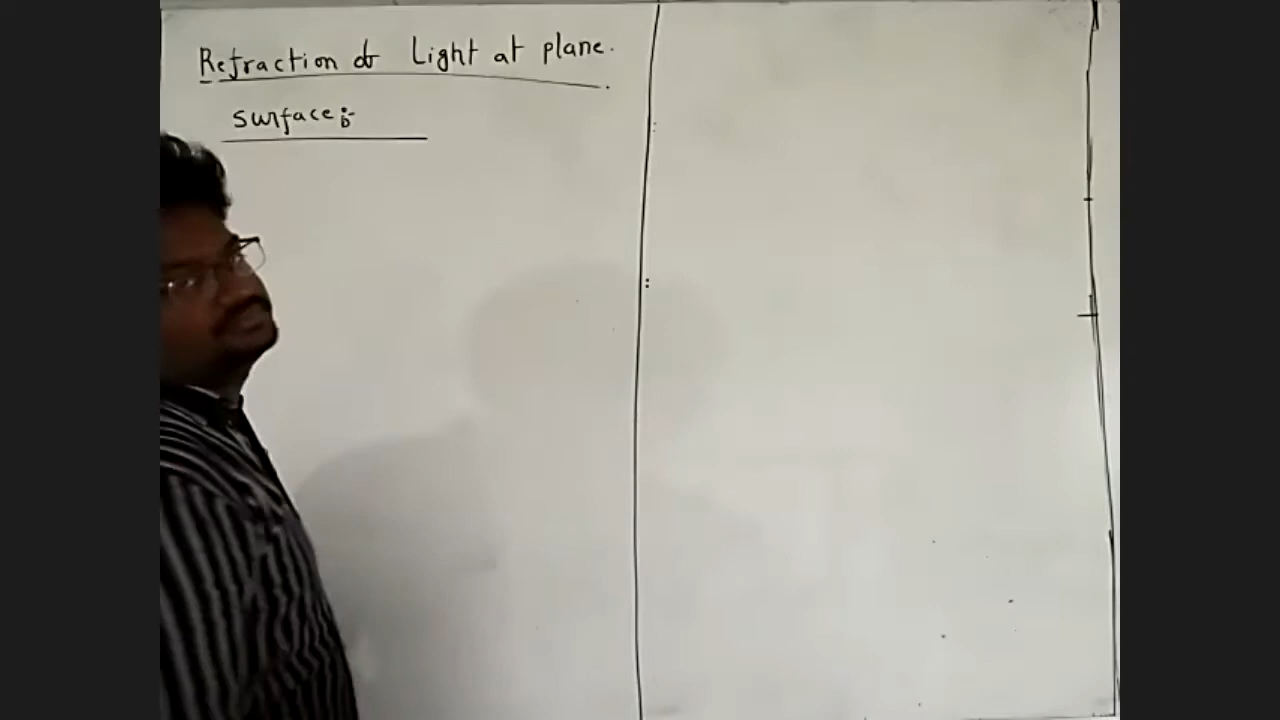 Refraction of Light at plane.
surface:-